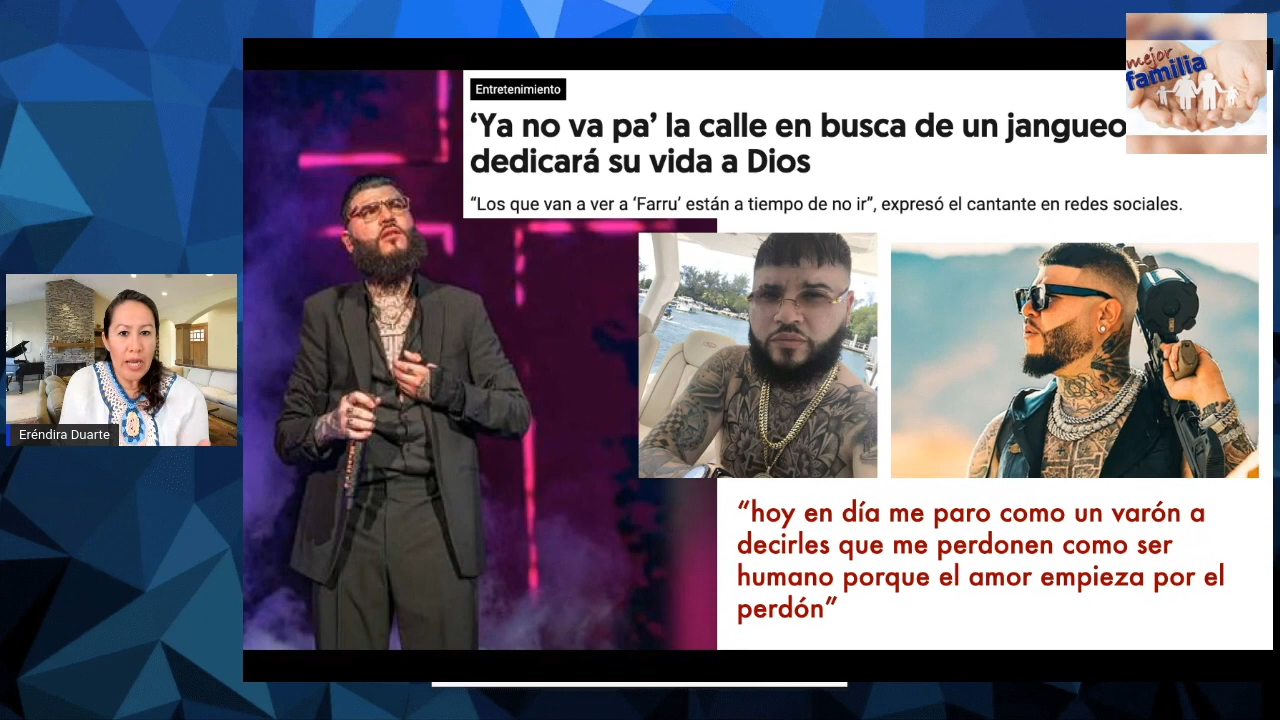 mejor
familia
Entretenimiento
‘Ya no va pa’ la calle en busca de un jangueo
dedicará su vida a Dios
“Los que van a ver a ‘Farru’ están a tiempo de no ir”, expresó el cantante en redes sociales.
Eréndira Duarte
“hoy en día me paro como un varón a
decirles que me perdonen como ser
humano porque el amor empieza por el
perdón”